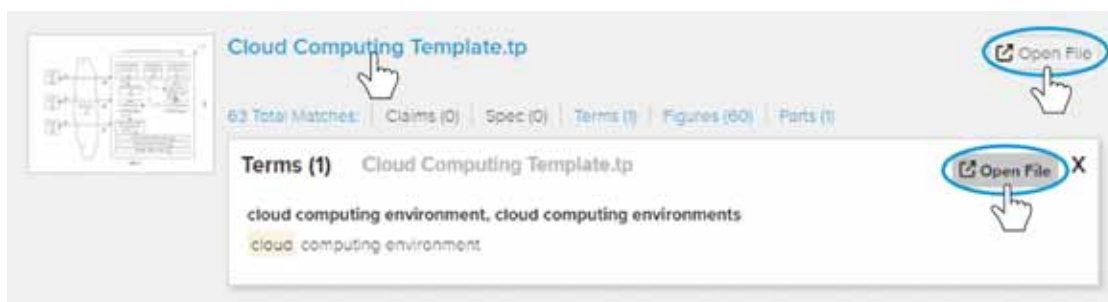 Cloud Computing Template.tp
Open File
63 Total Matches: Claims (0) Spec (0) Terms (1) Figures (60) Parts (1)
Terms (1) Cloud Computing Template.tp Open File X
cloud computing environment, cloud computing environments
cloud computing environment